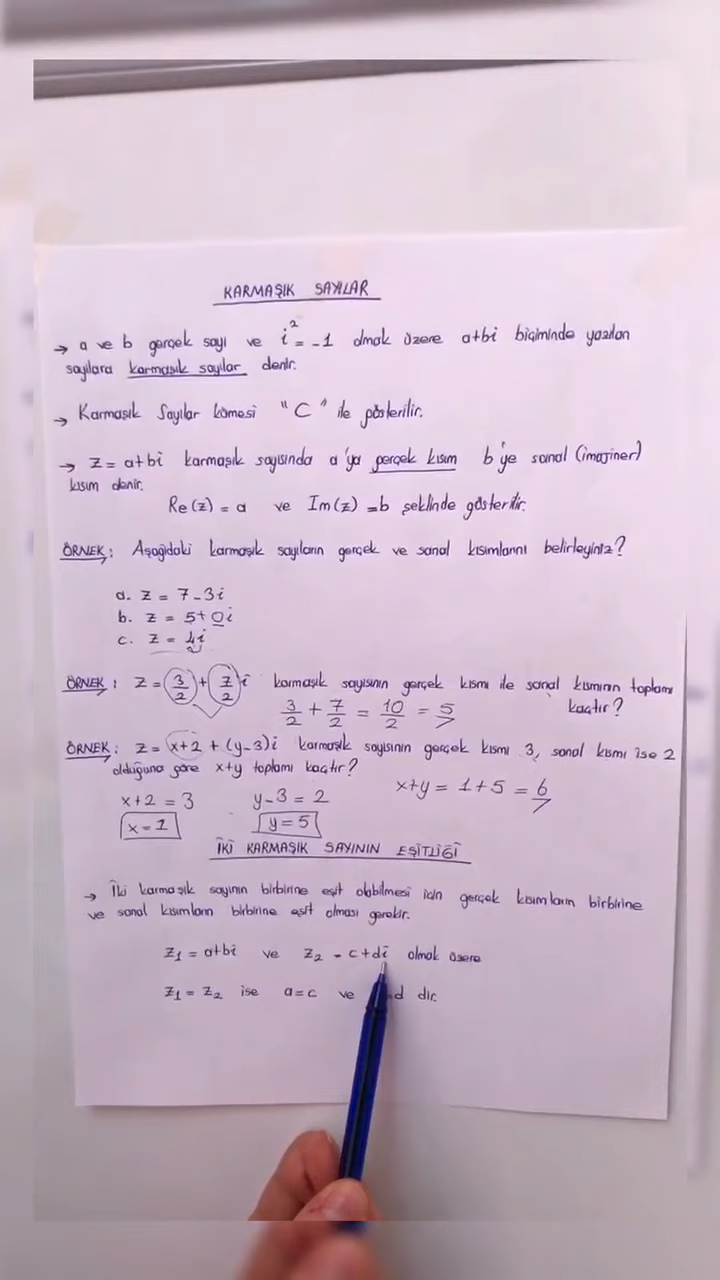 KARMAŞIK SAYILAR
→ a ve b gerçek sayı ve i² = -1 olmak üzere a+bi biçiminde yazılan
sayılara karmaşık sayılar denir.
→ Karmaşık Sayılar kümesi "C" ile gösterilir.
→ z = a+bi karmaşık sayısında a'ya gerçek kısım b'ye sanal (imajiner)
kısım denir.
Re(z) = a ve Im(z) = b şeklinde gösterilir.
ÖRNEK: Aşağıdaki karmaşık sayıların gerçek ve sanal kısımlarını belirleyiniz?
a. z = 7-3i
b. z = 5+0i
c. z = 4i
ÖRNEK: z = 3/2 + 7/2 i karmaşık sayısının gerçek kısmı ile sanal kısmının toplamı
kaçtır?
3/2 + 7/2 = 10/2 = 5
ÖRNEK: z = x+2 + (y-3)i karmaşık sayısının gerçek kısmı 3, sanal kısmı ise 2
olduğuna göre x+y toplamı kaçtır?
x+2 = 3 y-3 = 2 x+y = 1+5 = 6
x=1 y=5
İKİ KARMAŞIK SAYININ EŞİTLİĞİ
→ İki karmaşık sayının birbirine eşit olabilmesi için gerçek kısımların birbirine
ve sanal kısımların birbirine eşit olması gerekir.
z₁ = a+bi ve z₂ = c+di olmak üzere
z₁ = z₂ ise a=c ve =d dir.